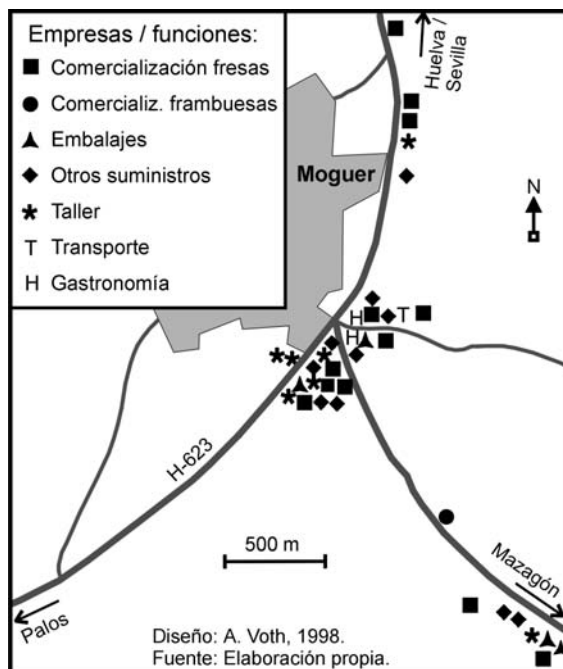 Empresas / funciones:
Comercialización fresas
Comercializ. frambuesas
Embalajes
Otros suministros
Taller
T Transporte
H Gastronomía
Huelva /
Sevilla
Moguer
N
H T
H
H-623
500 m
Mazagón
Palos
Diseño: A. Voth, 1998.
Fuente: Elaboración propia.